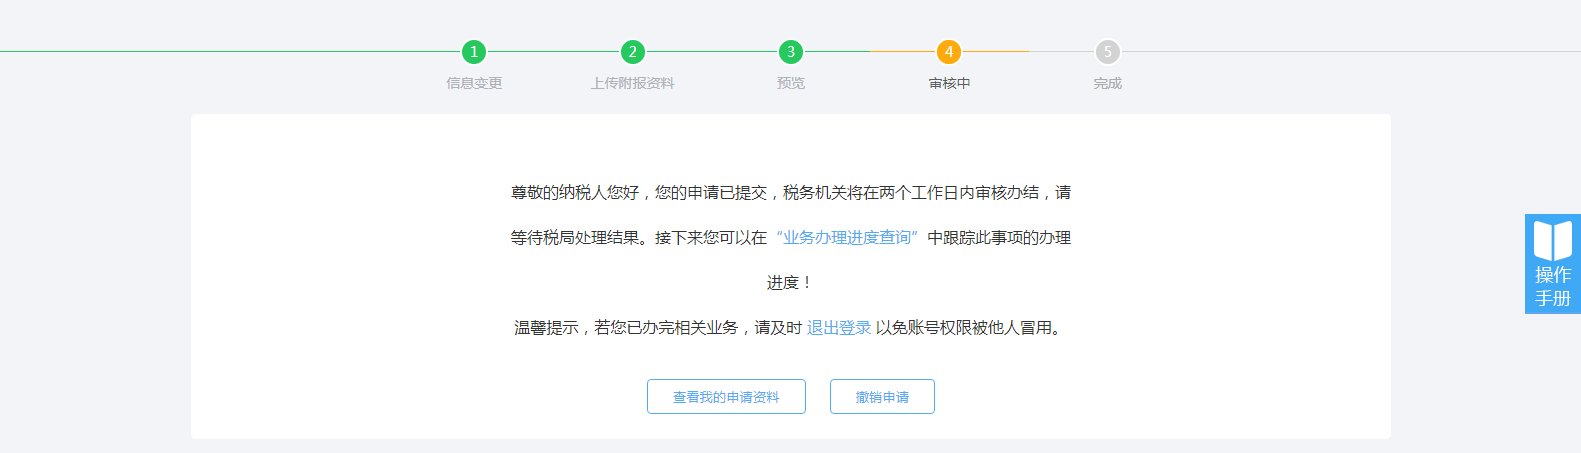 1 2 3 4 5
信息变更 上传附报资料 预览 审核中 完成
尊敬的纳税人您好，您的申请已提交，税务机关将在两个工作日内审核办结，请
等待税局处理结果。接下来您可以在“业务办理进度查询”中跟踪此事项的办理
进度！
温馨提示，若您已办完相关业务，请及时 退出登录 以免账号权限被他人冒用。
查看我的申请资料 撤销申请
操作
手册